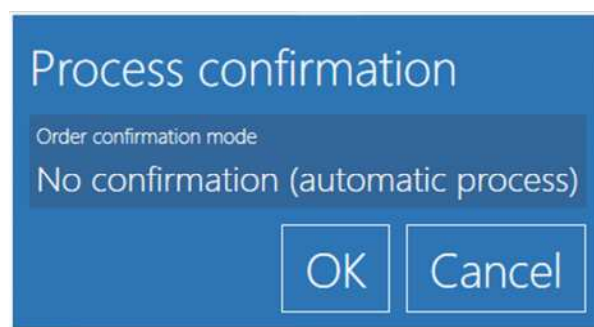 Process confirmation
Order confirmation mode
No confirmation (automatic process)
OK Cancel